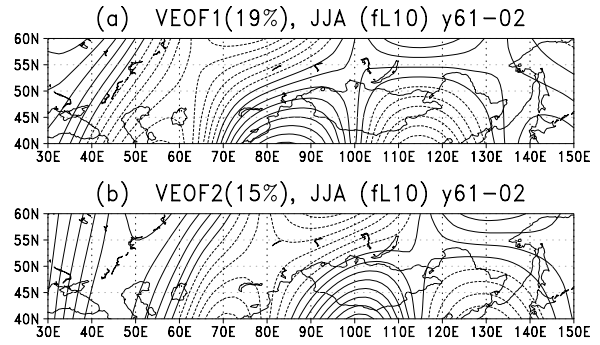 (a) VEOF1(19%), JJA (fL10) y61-02
60N
55N
50N
45N
40N
30E 40E 50E 60E 70E 80E 90E 100E 110E 120E 130E 140E 150E
(b) VEOF2(15%), JJA (fL10) y61-02
60N
55N
50N
45N
40N
30E 40E 50E 60E 70E 80E 90E 100E 110E 120E 130E 140E 150E